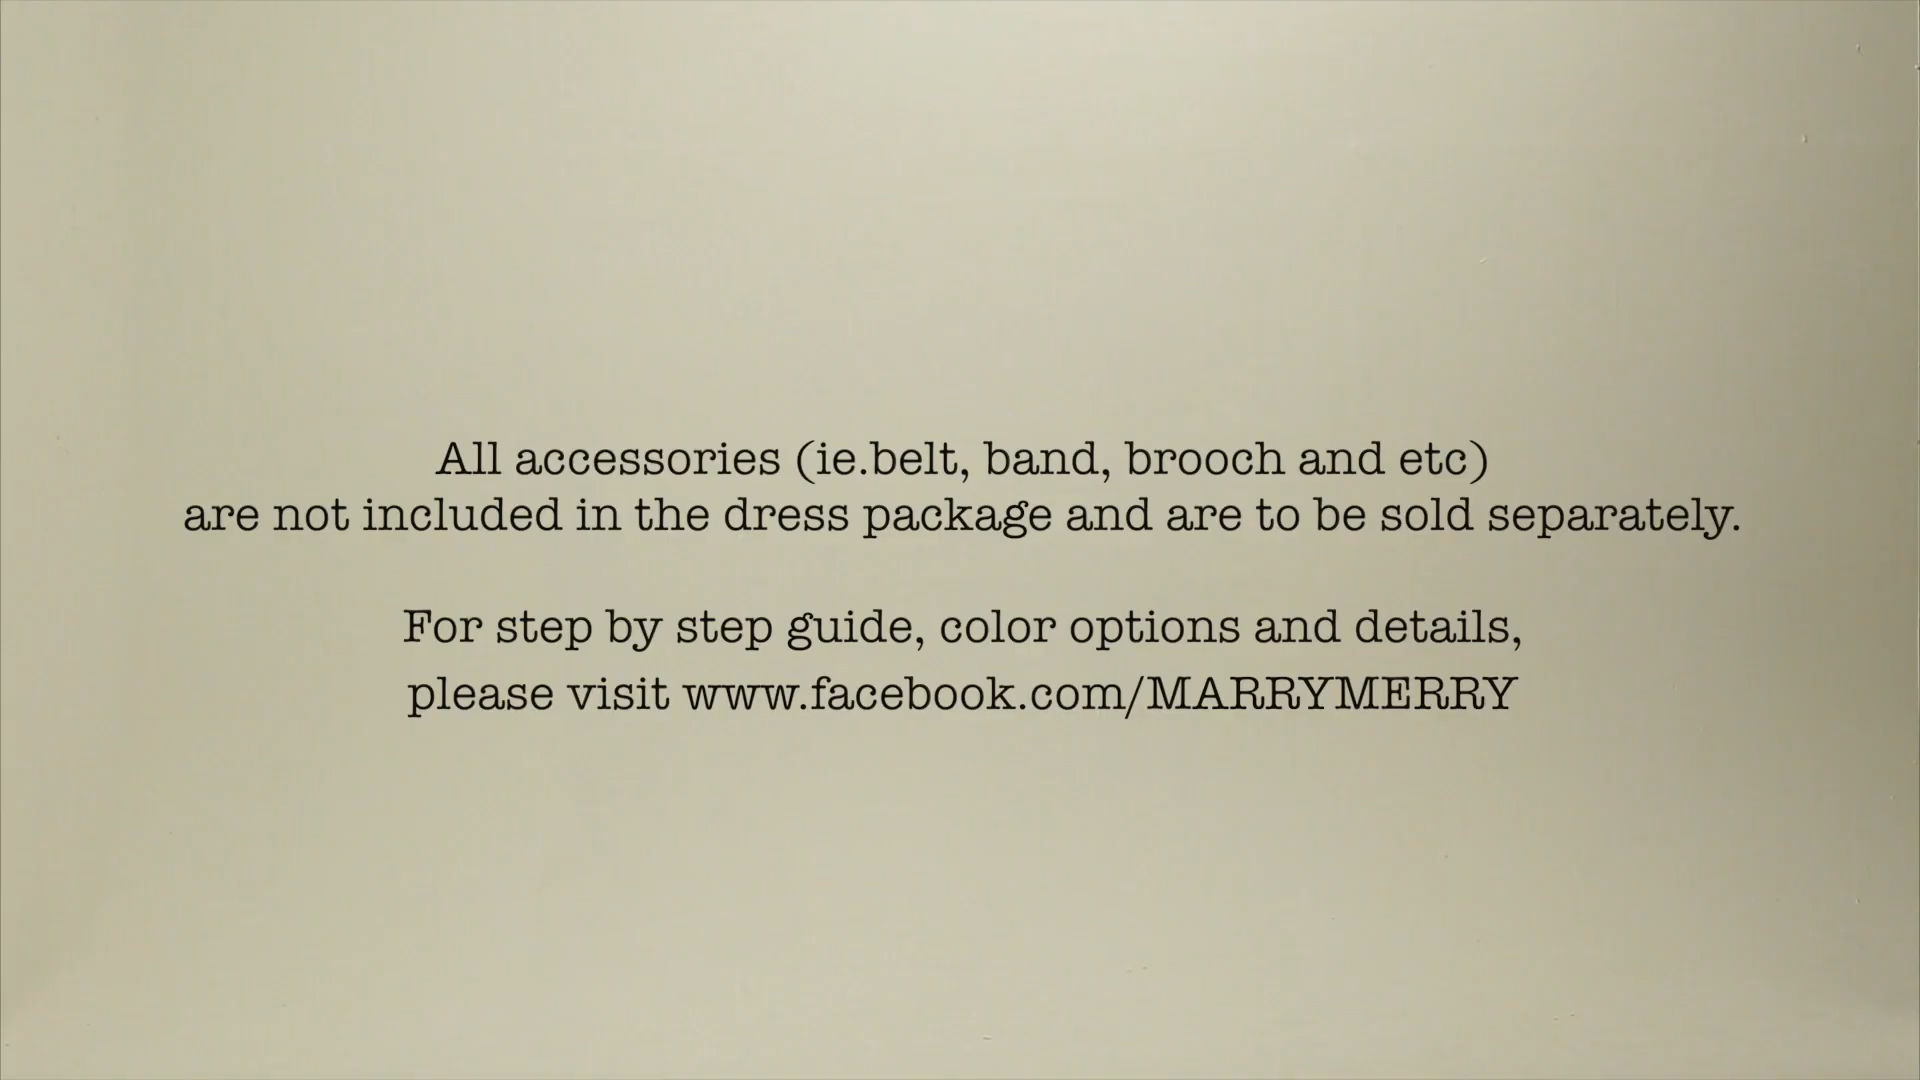 All accessories (ie.belt, band, brooch and etc)
are not included in the dress package and are to be sold separately.
For step by step guide, color options and details,
please visit www.facebook.com/MARRYMERRY